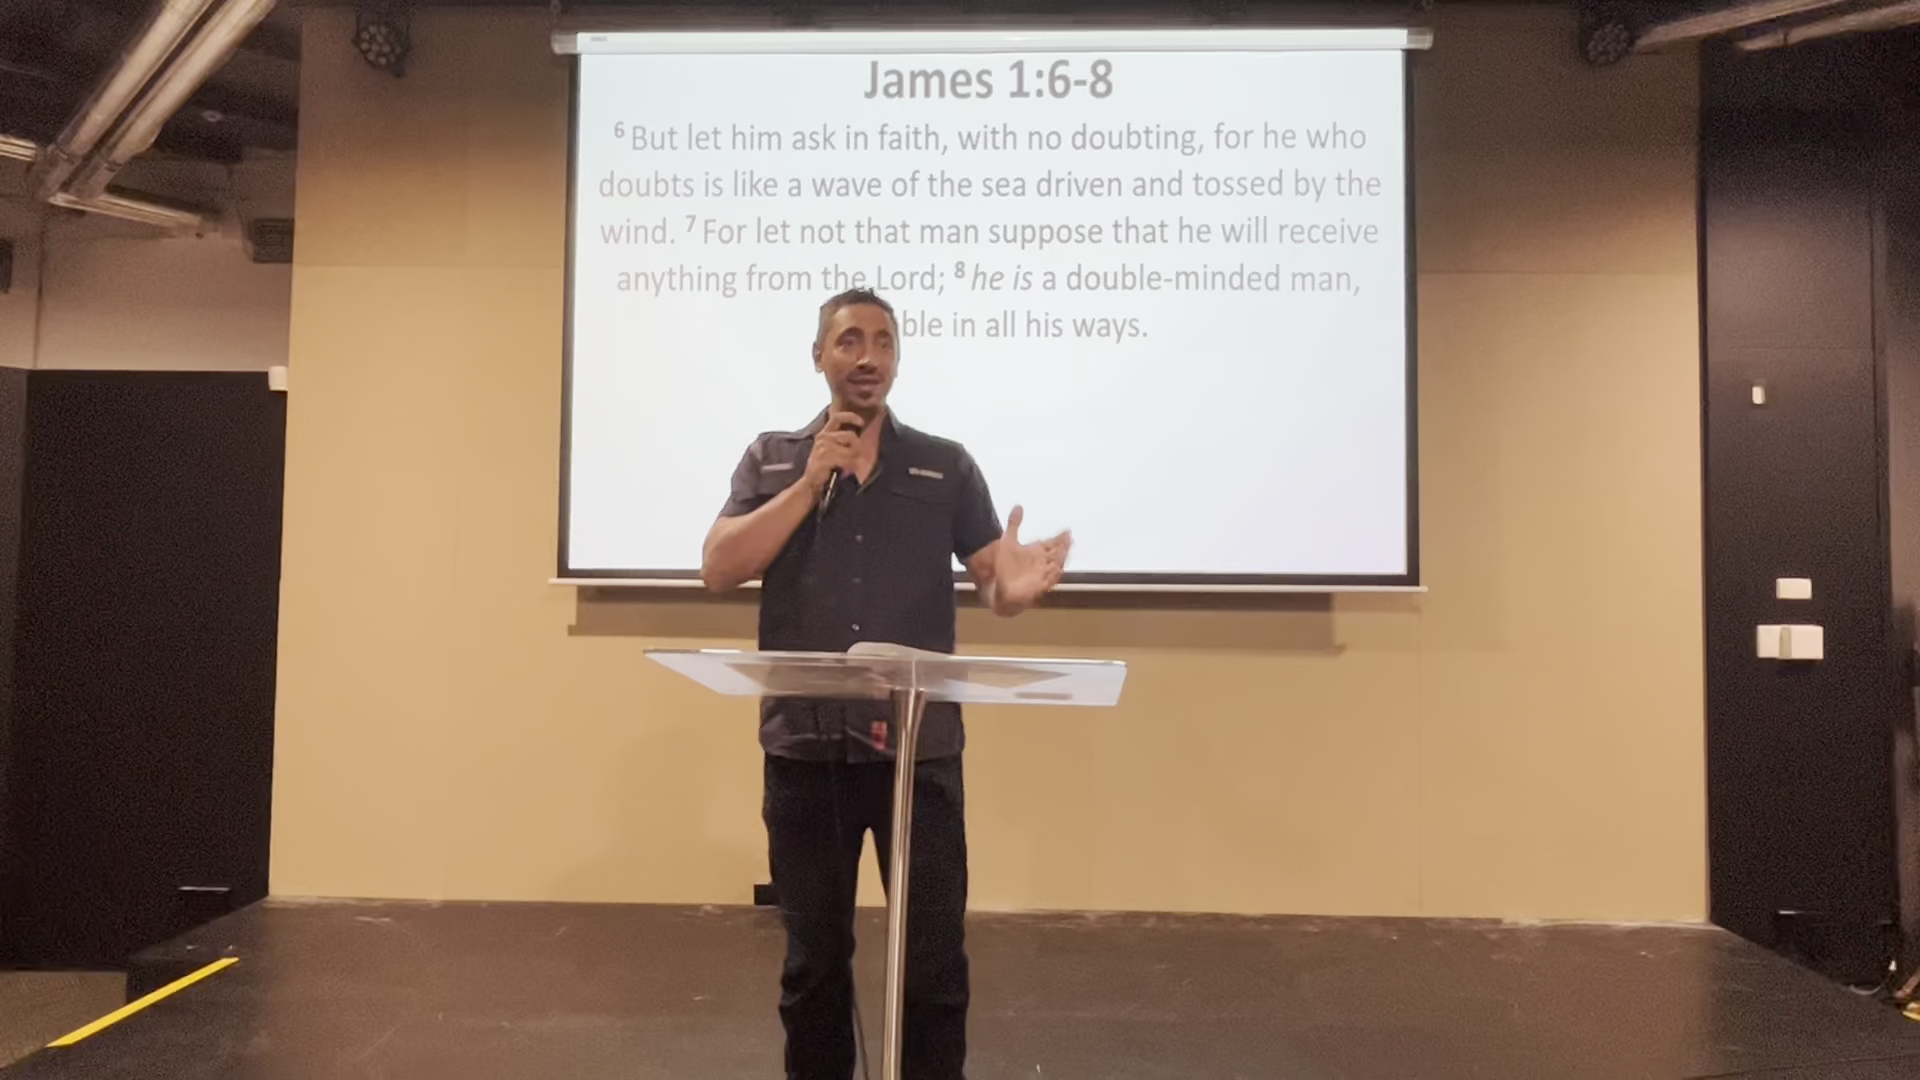 James 1:6-8
6 But let him ask in faith, with no doubting, for he who
doubts is like a wave of the sea driven and tossed by the
wind. 7 For let not that man suppose that he will receive
anything from the Lord; 8 he is a double-minded man,
ble in all his ways.